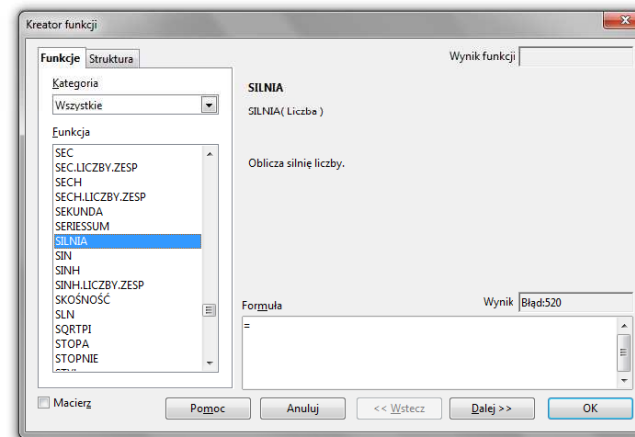 Kreator funkcji
Funkcje Struktura
Wynik funkcji
Kategoria
Wszystkie
Funkcja
SEC
SEC.LICZBY.ZESP
SECH
SECH.LICZBY.ZESP
SEKUNDA
SERIESSUM
SILNIA
SIN
SINH
SINH.LICZBY.ZESP
SKOŚNOŚĆ
SLN
SQRTPI
STOPA
STOPNIE
SILNIA
SILNIA( Liczba )
Oblicza silnię liczby.
Formuła
Wynik Błąd:520
=
Macierz
Pomoc
Anuluj
<< Wstecz
Dalej >>
OK